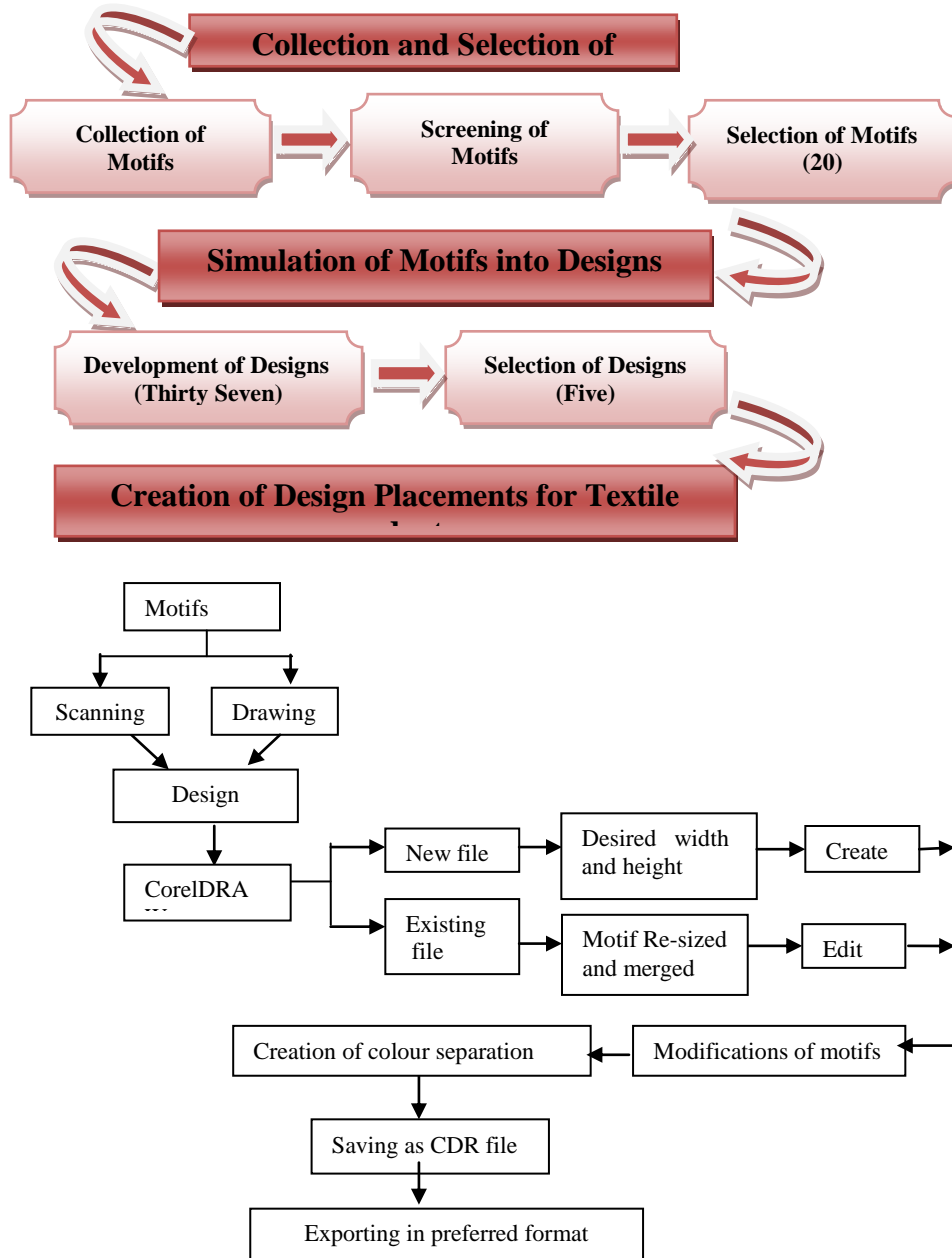 Collection and Selection of
Collection of
Motifs
Screening of
Motifs
Selection of Motifs
(20)
Simulation of Motifs into Designs
Development of Designs
(Thirty Seven)
Selection of Designs
(Five)
Creation of Design Placements for Textile
Motifs
Scanning
Drawing
Design
CorelDRA
New file
Desired width
and height
Create
Existing
file
Motif Re-sized
and merged
Edit
Modifications of motifs
Creation of colour separation
Saving as CDR file
Exporting in preferred format